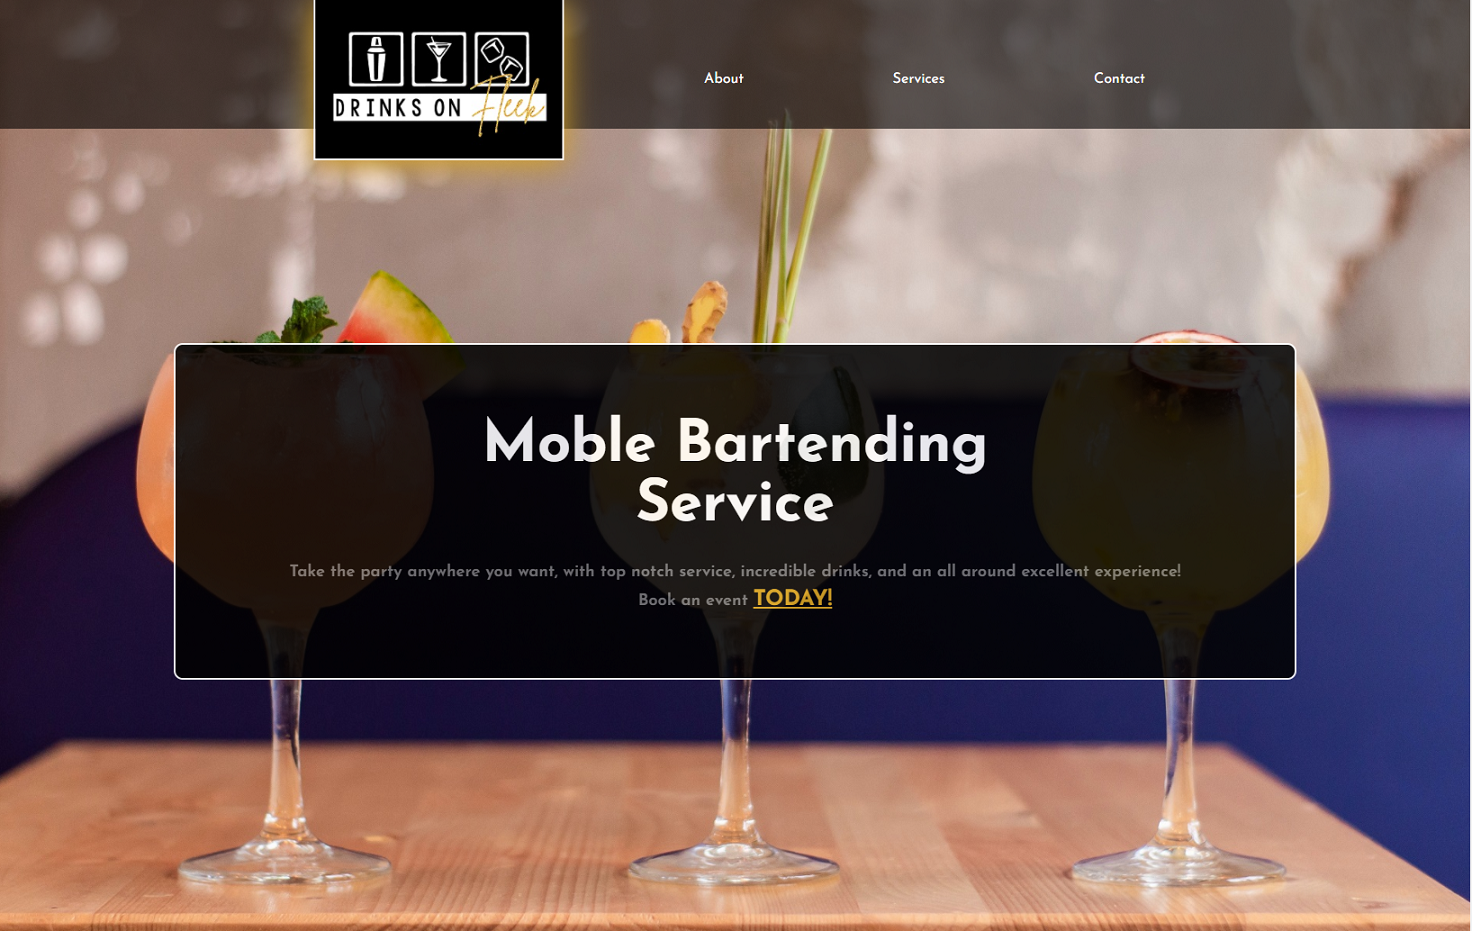 DRINKS ON Fleek
About
Services
Contact
Moble Bartending
Service
Take the party anywhere you want, with top notch service, incredible drinks, and an all around excellent experience!
Book an event TODAY!